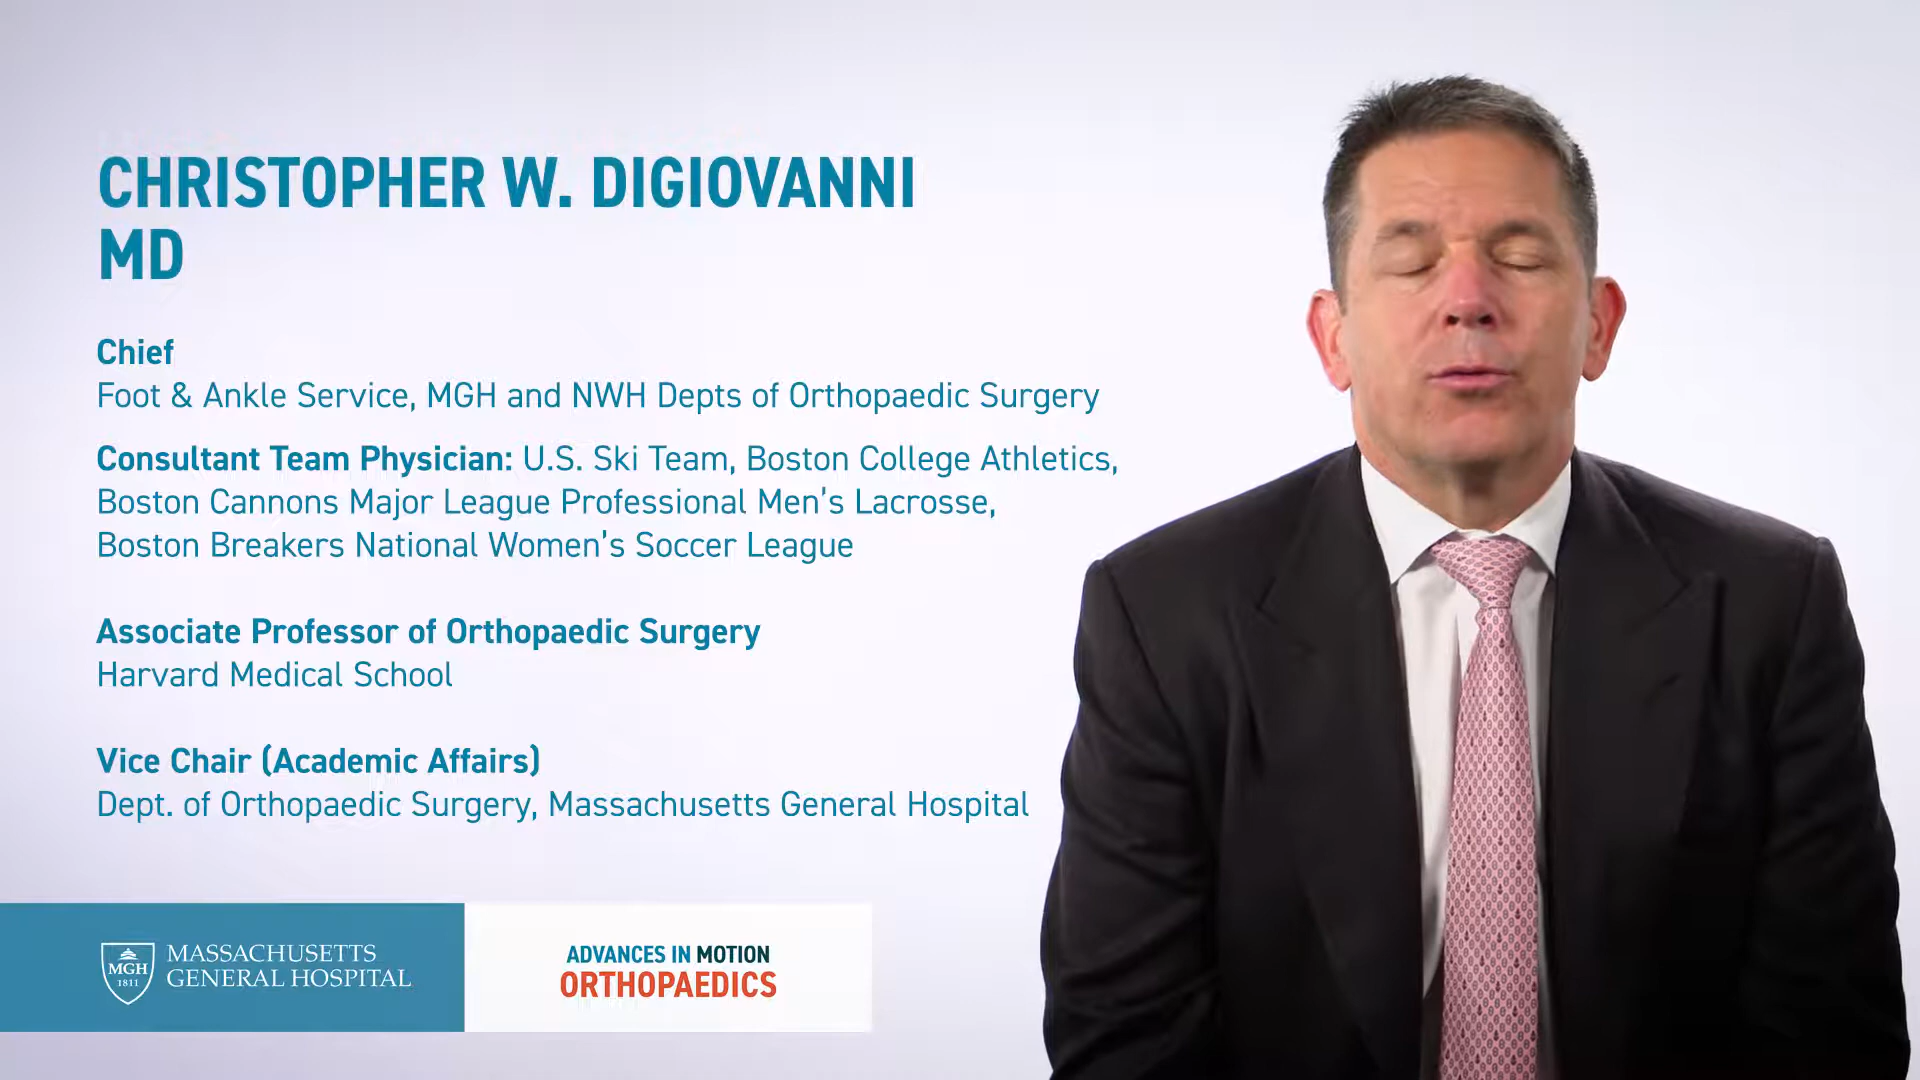 CHRISTOPHER W. DIGIOVANNI
MD
Chief
Foot & Ankle Service, MGH and NWH Depts of Orthopaedic Surgery
Consultant Team Physician: U.S. Ski Team, Boston College Athletics,
Boston Cannons Major League Professional Men's Lacrosse,
Boston Breakers National Women's Soccer League
Associate Professor of Orthopaedic Surgery
Harvard Medical School
Vice Chair (Academic Affairs)
Dept. of Orthopaedic Surgery, Massachusetts General Hospital
MGH
1811
MASSACHUSETTS
GENERAL HOSPITAL
ADVANCES IN MOTION
ORTHOPAEDICS